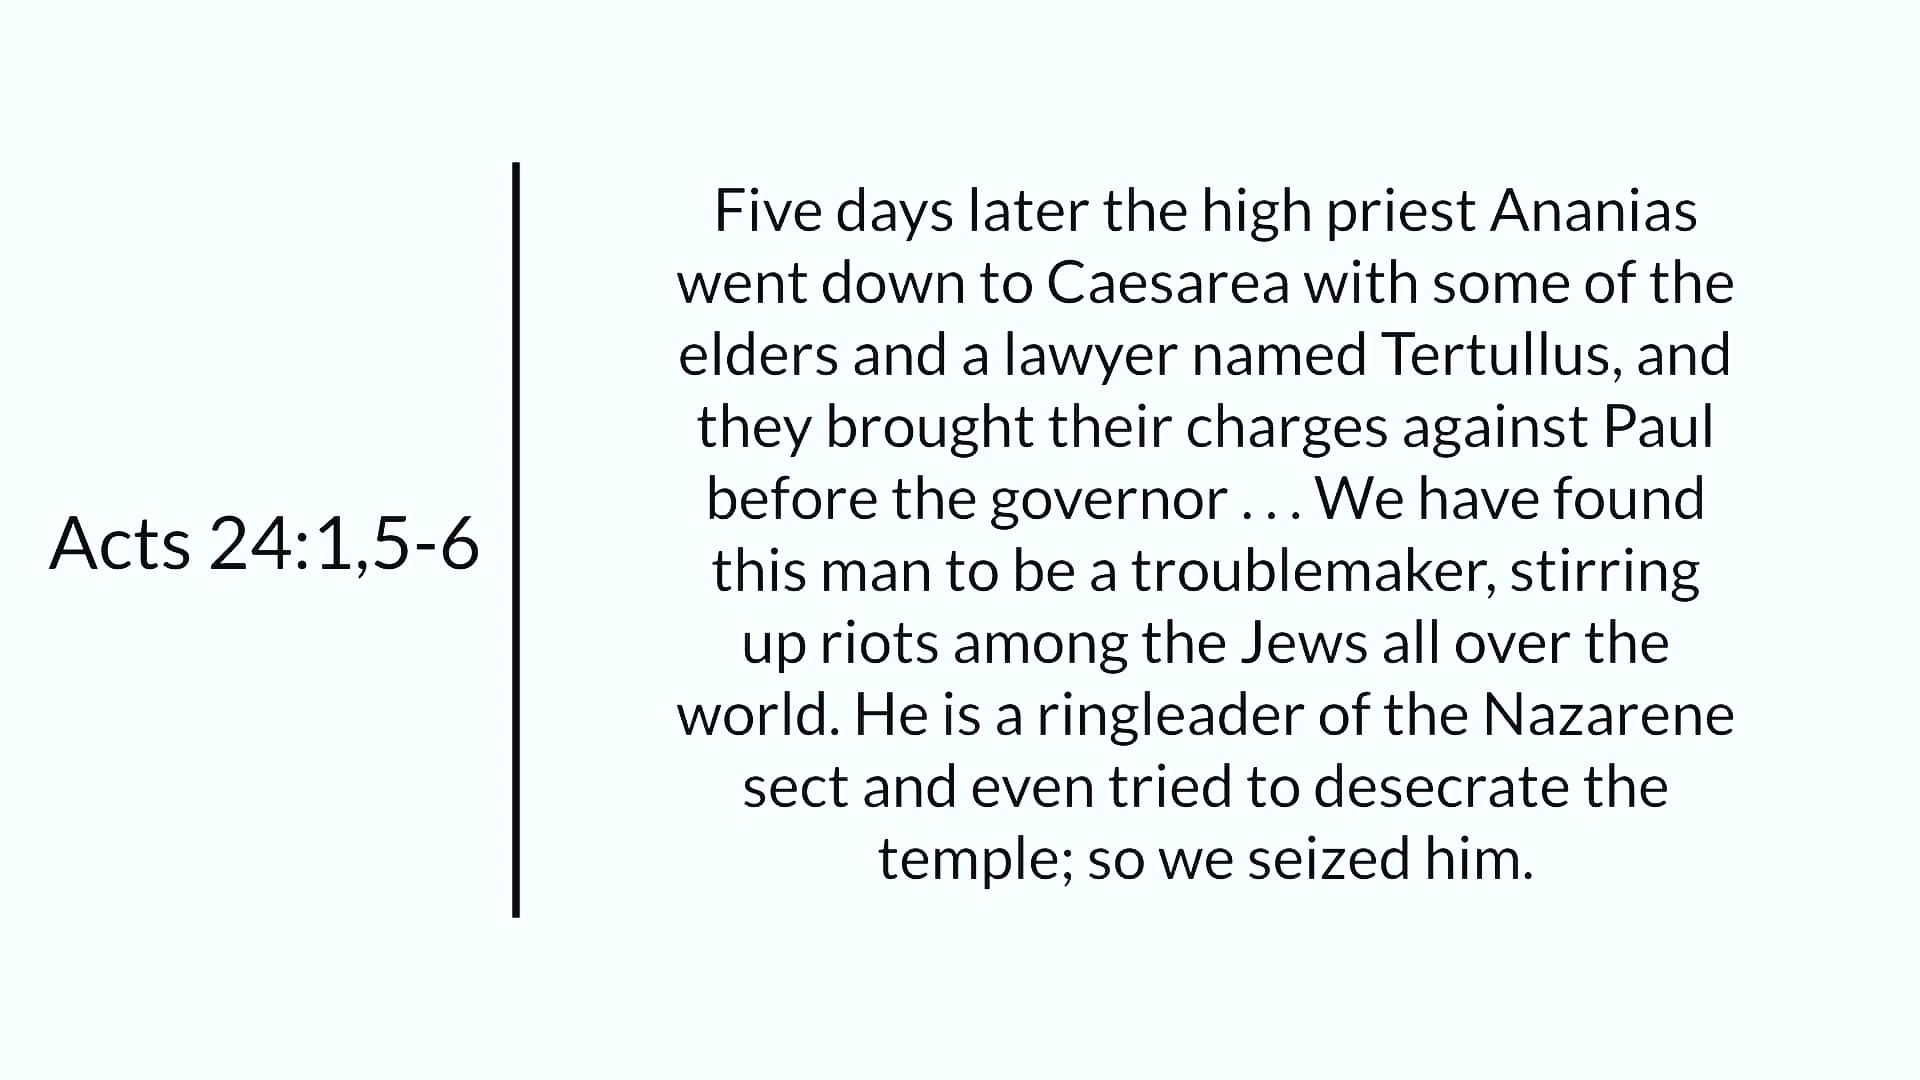 Acts 24:1,5-6
Five days later the high priest Ananias
went down to Caesarea with some of the
elders and a lawyer named Tertullus, and
they brought their charges against Paul
before the governor . . . We have found
this man to be a troublemaker, stirring
up riots among the Jews all over the
world. He is a ringleader of the Nazarene
sect and even tried to desecrate the
temple; so we seized him.